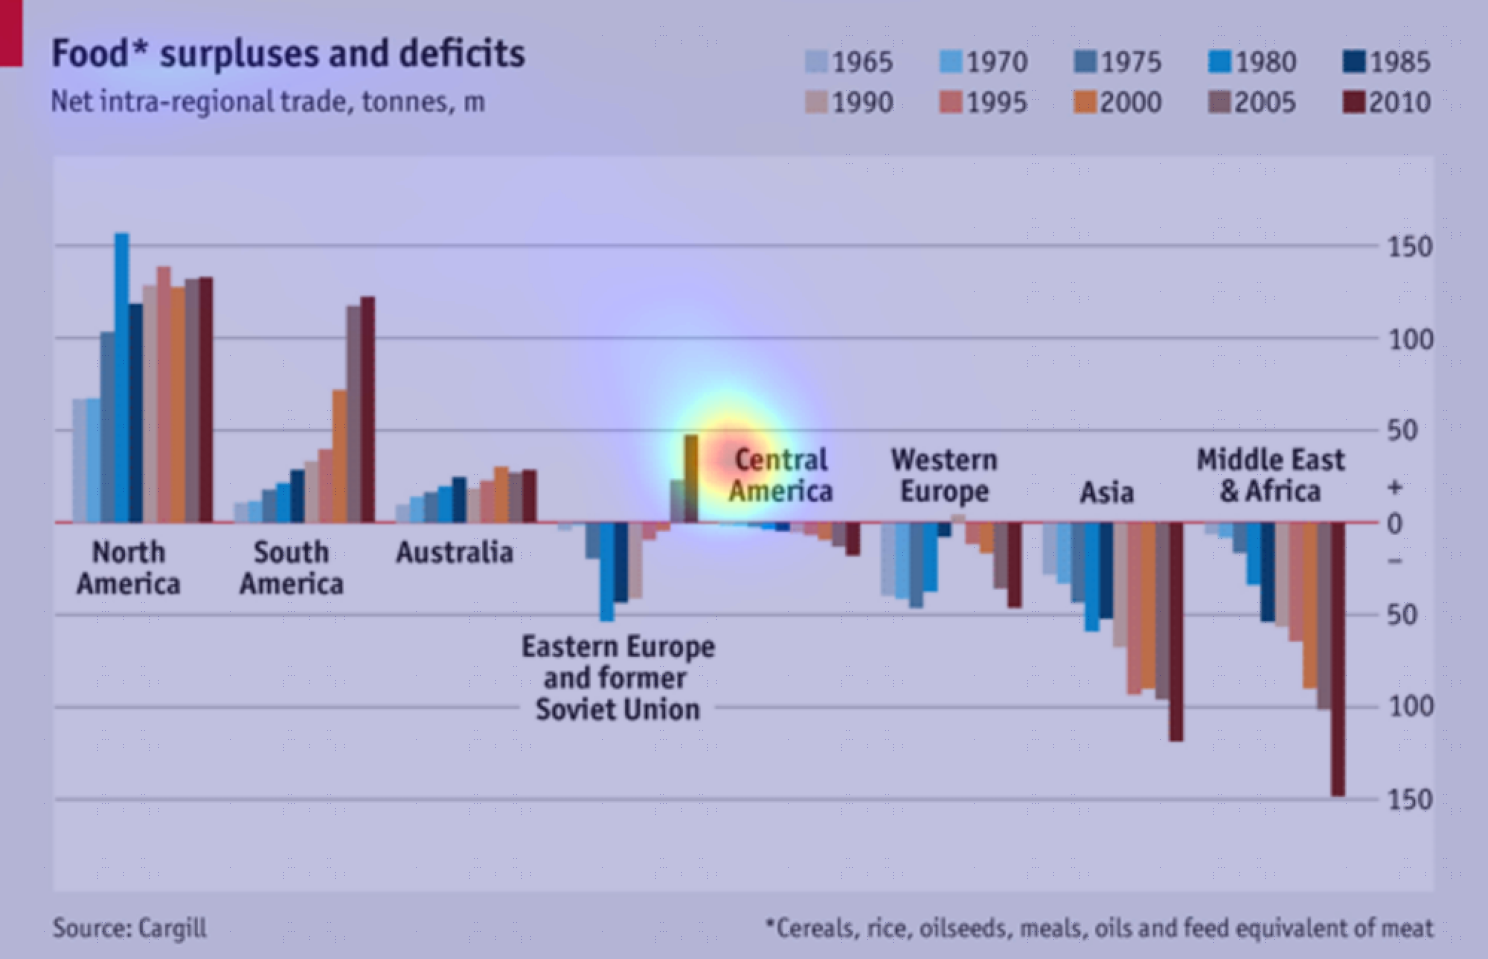 Food* surpluses and deficits
Net intra-regional trade, tonnes, m
1965 1970 1975 1980 1985
1990 1995 2000 2005 2010
150
100
50
+
0
–
50
100
150
North
America
South
America
Australia
Eastern Europe
and former
Soviet Union
Central
America
Western
Europe
Asia
Middle East
& Africa
Source: Cargill
*Cereals, rice, oilseeds, meals, oils and feed equivalent of meat